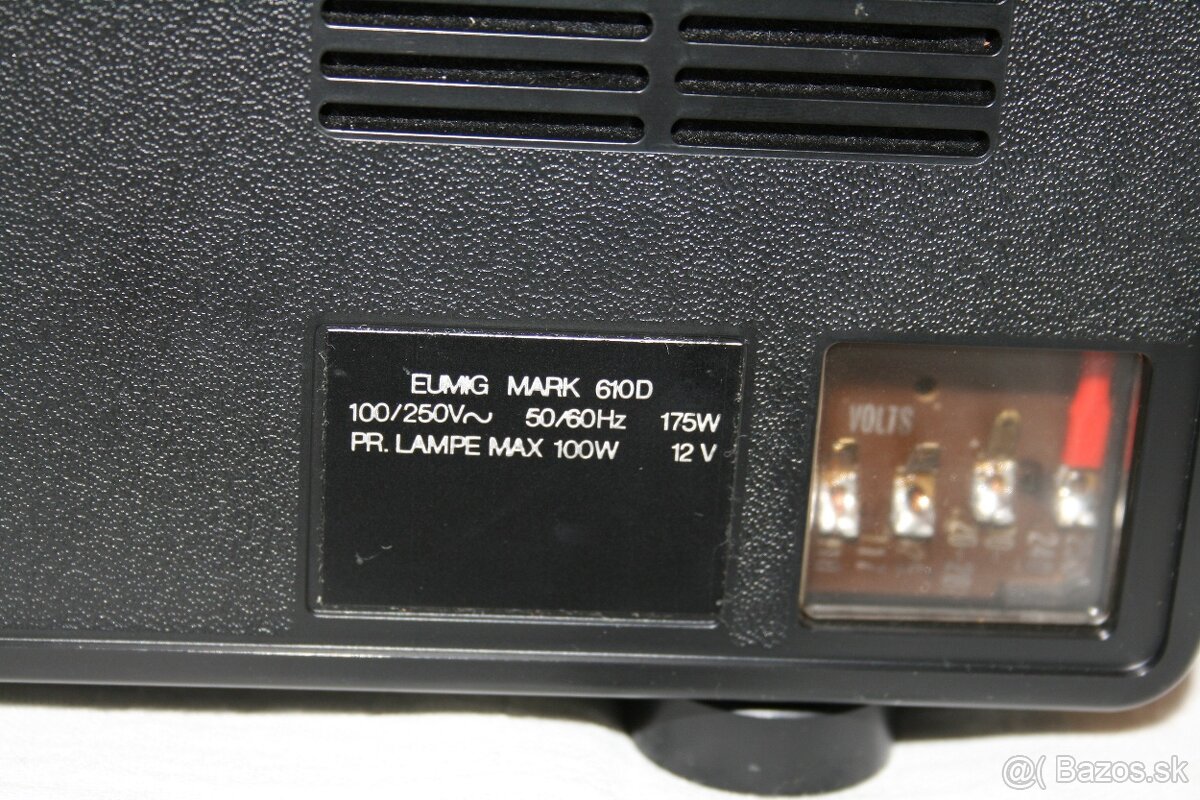 EUMIG MARK 610D
100/250V~ 50/60Hz 175W
PR. LAMPE MAX 100W 12 V
VOLTS
@( Bazos.sk